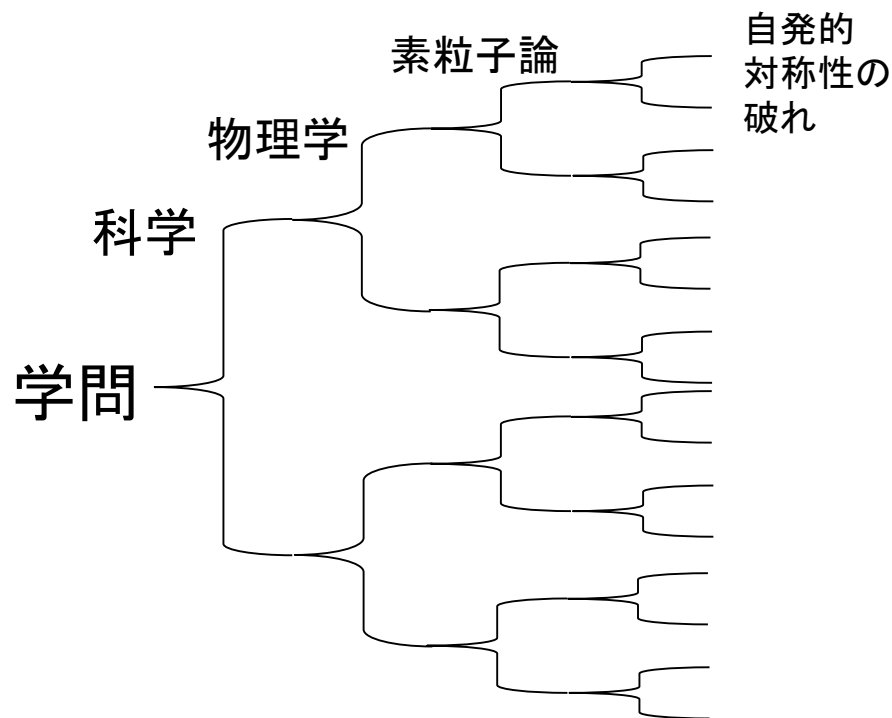 学問
科学
物理学
素粒子論
自発的
対称性の
破れ